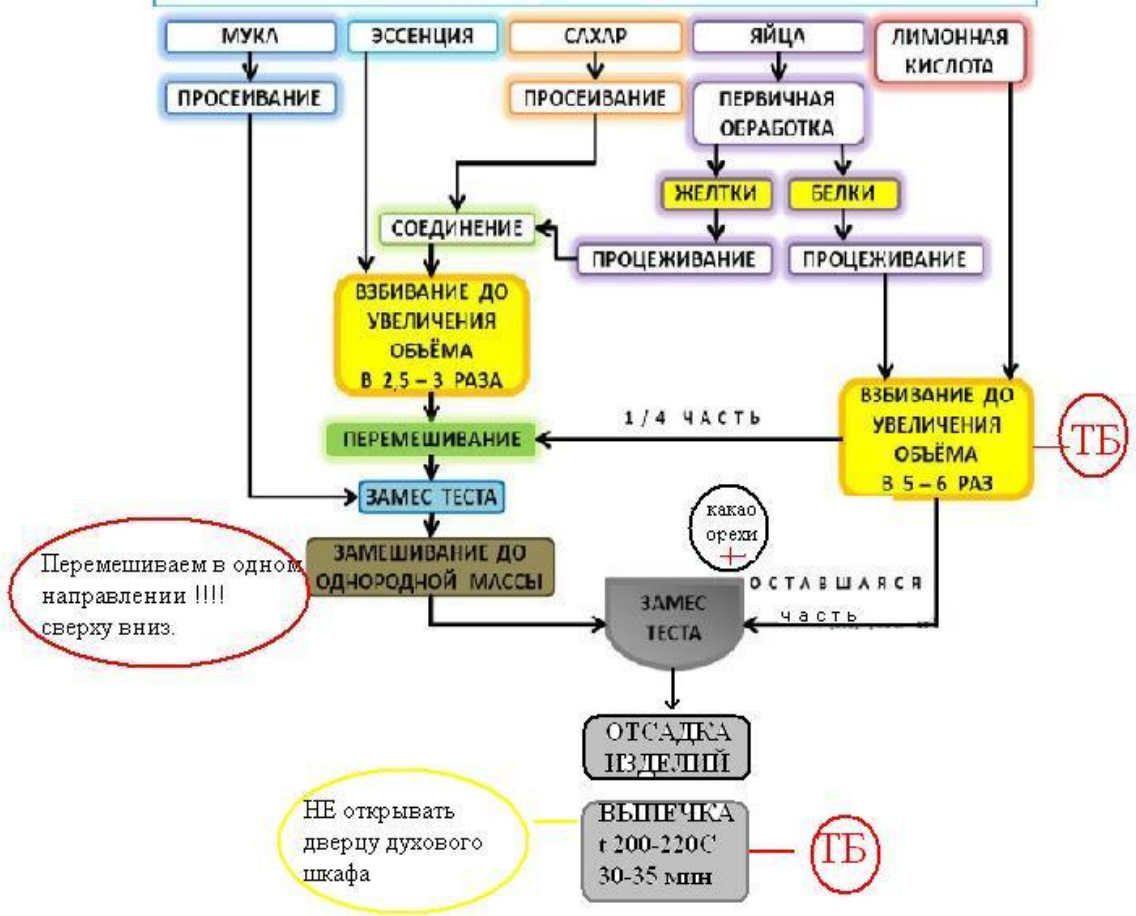 МУКА
ЭССЕНЦИЯ
САХАР
ЯЙЦА
ЛИМОННАЯ
КИСЛОТА
ПРОСЕИВАНИЕ
ПРОСЕИВАНИЕ
ПЕРВИЧНАЯ
ОБРАБОТКА
ЖЕЛТКИ
БЕЛКИ
СОЕДИНЕНИЕ
ПРОЦЕЖИВАНИЕ
ПРОЦЕЖИВАНИЕ
ВЗБИВАНИЕ ДО
УВЕЛИЧЕНИЯ
ОБЪЁМА
В 2,5 – 3 РАЗА
ВЗБИВАНИЕ ДО
УВЕЛИЧЕНИЯ
ОБЪЁМА
В 5 – 6 РАЗ
ТБ
1/4 ЧАСТЬ
ПЕРЕМЕШИВАНИЕ
ЗАМЕС ТЕСТА
какао
орехи
+
Перемешиваем в одном
направлении !!!!
сверху вниз.
ЗАМЕШИВАНИЕ ДО
ОДНОРОДНОЙ МАССЫ
ОСТАВШАЯСЯ
часть
ЗАМЕС
ТЕСТА
ОТСАДКА
ИЗДЕЛИЙ
НЕ открывать
дверцу духового
шкафа
ВЫПЕЧКА
t 200-220С
30-35 мин
ТБ